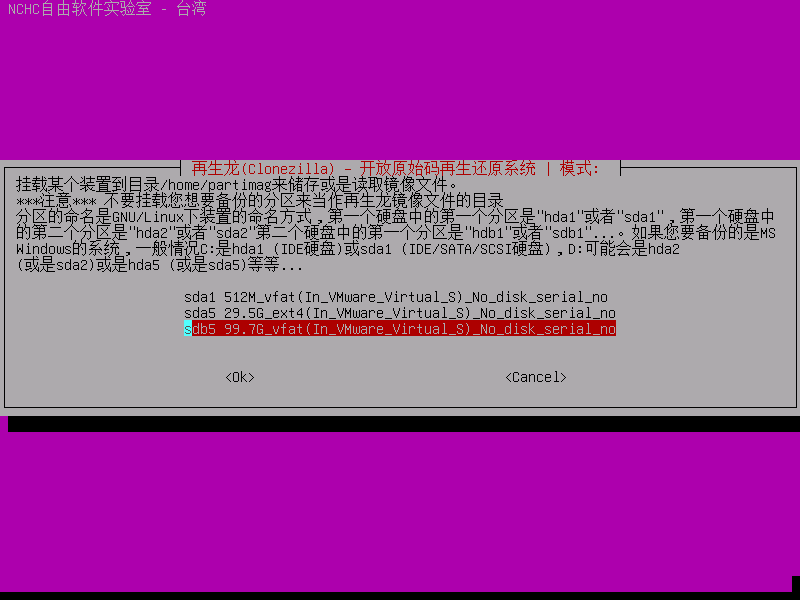 NCHC自由软件实验室 - 台湾
再生龙(Clonezilla) - 开放原始码再生还原系统 | 模式:
挂载某个装置到目录/home/partimag来储存或是读取镜像文件。
***注意*** 不要挂载您想要备份的分区来当作再生龙镜像文件的目录
分区的命名是GNU/Linux下装置的命名方式，第一个硬盘中的第一个分区是"hda1"或者"sda1"，第一个硬盘中
的第二个分区是"hda2"或者"sda2"第二个硬盘中的第一个分区是"hdb1"或者"sdb1"...。如果您要备份的是MS
Windows的系统，一般情况C:是hda1 (IDE硬盘)或sda1 (IDE/SATA/SCSI硬盘)，D:可能会是hda2
(或是sda2)或是hda5 (或是sda5)等等...
sda1 512M_vfat(In_VMware_Virtual_S)_No_disk_serial_no
sda5 29.5G_ext4(In_VMware_Virtual_S)_No_disk_serial_no
sdb5 99.7G_vfat(In_VMware_Virtual_S)_No_disk_serial_no
<Ok> <Cancel>